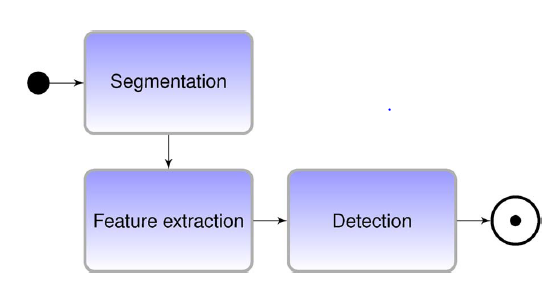 Segmentation
Feature extraction
Detection